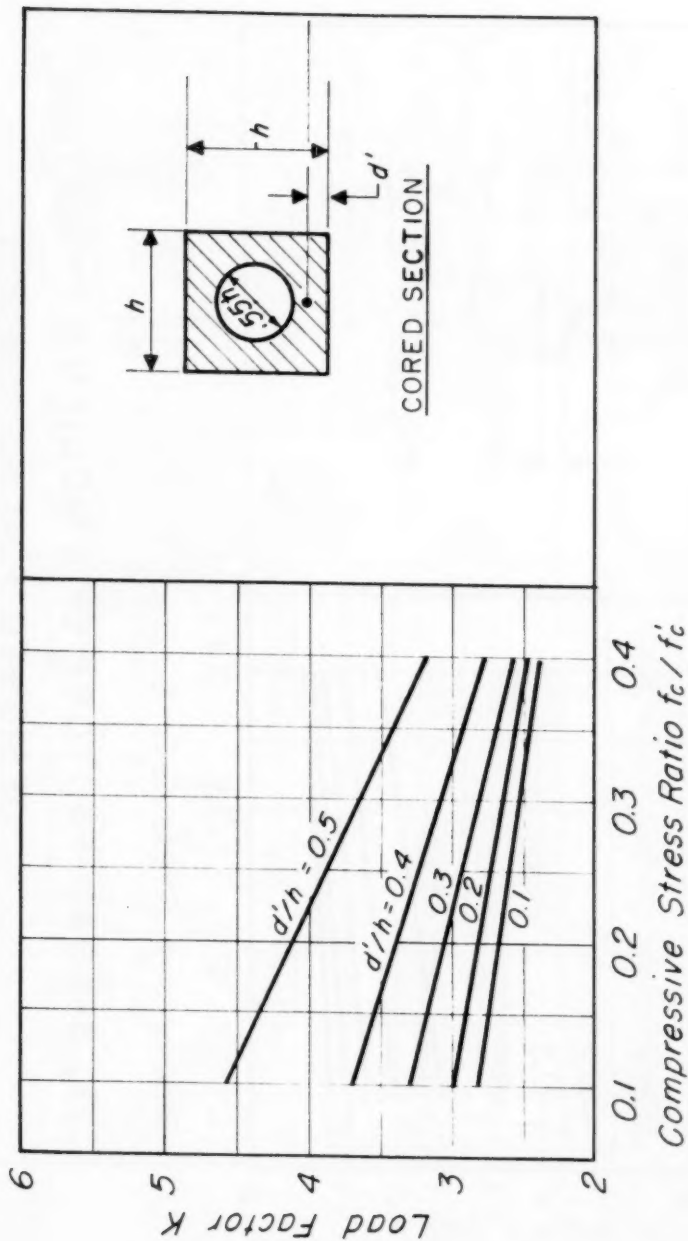 6
5
4
3
2
Load Factor K
0.1
0.2
0.3
0.4
Compressive Stress Ratio fc / f'c
d'/h = 0.5
d'/h = 0.4
0.3
0.2
0.1
h
h
.55h
d'
CORED SECTION